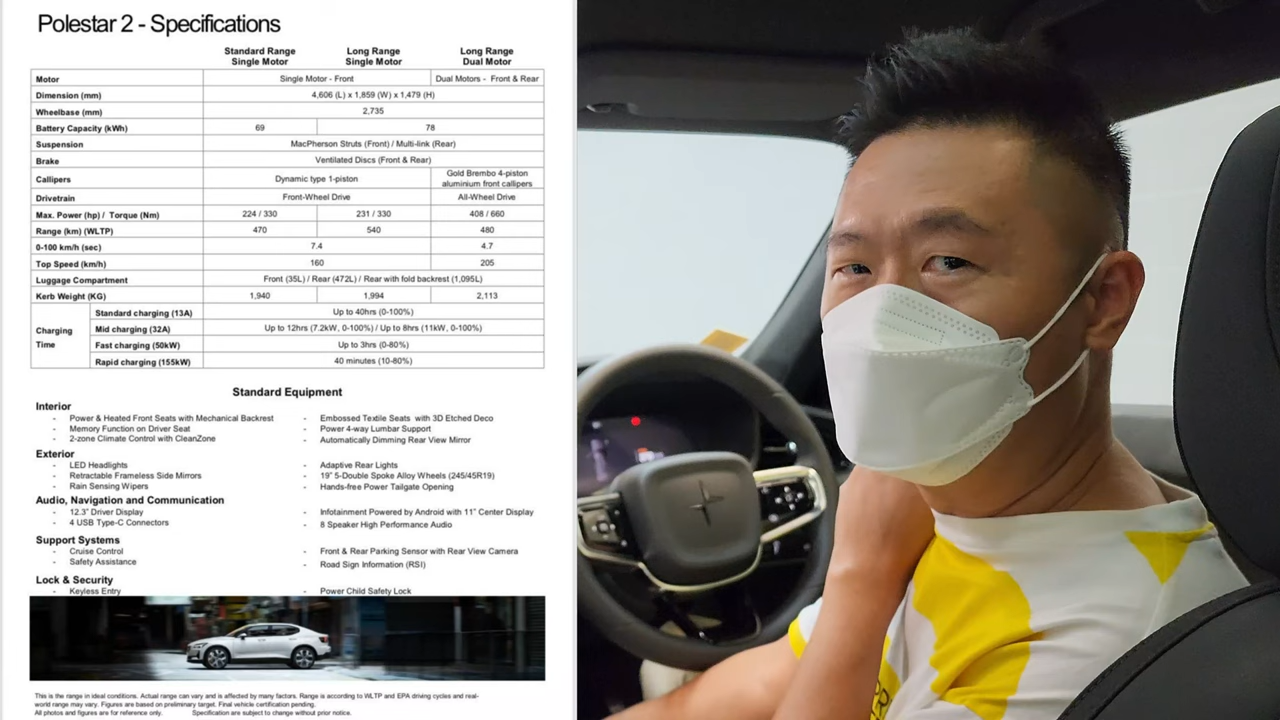 Polestar 2 - Specifications
Standard Range Single Motor
Long Range Single Motor
Long Range Dual Motor
Motor Single Motor - Front Dual Motors - Front & Rear
Dimension (mm) 4,606 (L) x 1,859 (W) x 1,479 (H)
Wheelbase (mm) 2,735
Battery Capacity (kWh) 69 78
Suspension MacPherson Struts (Front) / Multi-link (Rear)
Brake Ventilated Discs (Front & Rear)
Callipers Dynamic type 1-piston Gold Brembo 4-piston aluminium front callipers
Drivetrain Front-Wheel Drive All-Wheel Drive
Max. Power (hp) / Torque (Nm) 224 / 330 231 / 330 408 / 660
Range (km) (WLTP) 470 540 480
0-100 km/h (sec) 7.4 4.7
Top Speed (km/h) 160 205
Luggage Compartment Front (35L) / Rear (472L) / Rear with fold backrest (1,095L)
Kerb Weight (KG) 1,940 1,994 2,113
Charging Time
Standard charging (13A) Up to 40hrs (0-100%)
Mid charging (32A) Up to 12hrs (7.2kW, 0-100%) / Up to 8hrs (11kW, 0-100%)
Fast charging (50kW) Up to 3hrs (0-80%)
Rapid charging (155kW) 40 minutes (10-80%)
Standard Equipment
Interior
- Power & Heated Front Seats with Mechanical Backrest - Embossed Textile Seats with 3D Etched Deco
- Memory Function on Driver Seat - Power 4-way Lumbar Support
- 2-zone Climate Control with CleanZone - Automatically Dimming Rear View Mirror
Exterior
- LED Headlights - Adaptive Rear Lights
- Retractable Frameless Side Mirrors - 19" 5-Double Spoke Alloy Wheels (245/45R19)
- Rain Sensing Wipers - Hands-free Power Tailgate Opening
Audio, Navigation and Communication
- 12.3" Driver Display - Infotainment Powered by Android with 11" Center Display
- 4 USB Type-C Connectors - 8 Speaker High Performance Audio
Support Systems
- Cruise Control - Front & Rear Parking Sensor with Rear View Camera
- Safety Assistance - Road Sign Information (RSI)
Lock & Security
- Keyless Entry - Power Child Safety Lock
This is the range in ideal conditions. Actual range can vary and is affected by many factors. Range is according to WLTP and EPA driving cycles and real-
world range may vary. Figures are based on preliminary target. Final vehicle certification pending.
All photos and figures are for reference only. Specification are subject to change without prior notice.